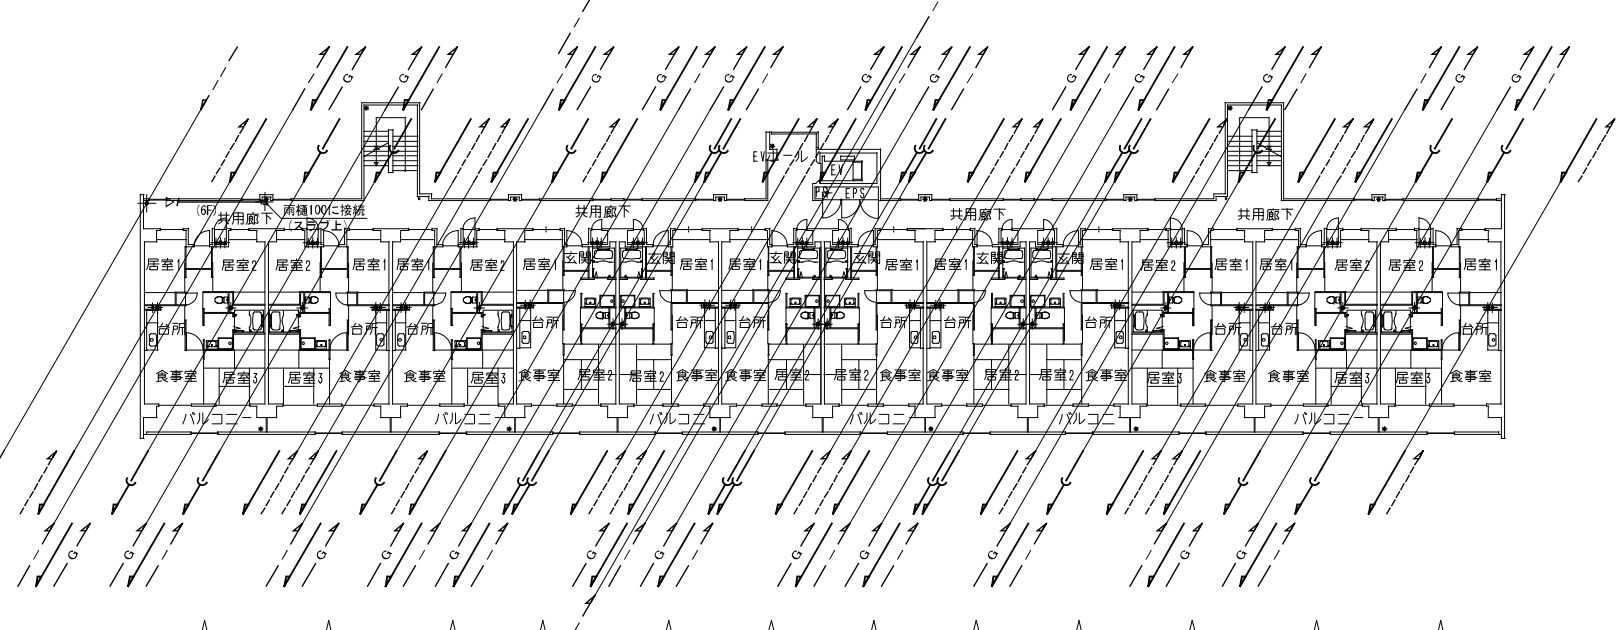 G G G G G G G G G G G G
EVホール
EV
PS EPS
(6F) 雨樋100に接続
(スラブ上)
共用廊下 共用廊下 共用廊下 共用廊下
玄関 玄関 玄関 玄関 玄関 玄関
居室1 居室2 居室2 居室1 居室1 居室2 居室1 居室1 居室1 居室1 居室1 居室1 居室2 居室1 居室1 居室2 居室2 居室1
台所 台所 台所 台所 台所 台所 台所 台所 台所 台所 台所
食事室 居室3 居室3 食事室 食事室 居室3 食事室 居室2 居室2 食事室 食事室 居室2 居室2 食事室 食事室 居室2 居室2 食事室 居室3 食事室 食事室 居室3 居室3 食事室
バルコニー バルコニー バルコニー バルコニー バルコニー バルコニー
G G G G G G G G G G G G